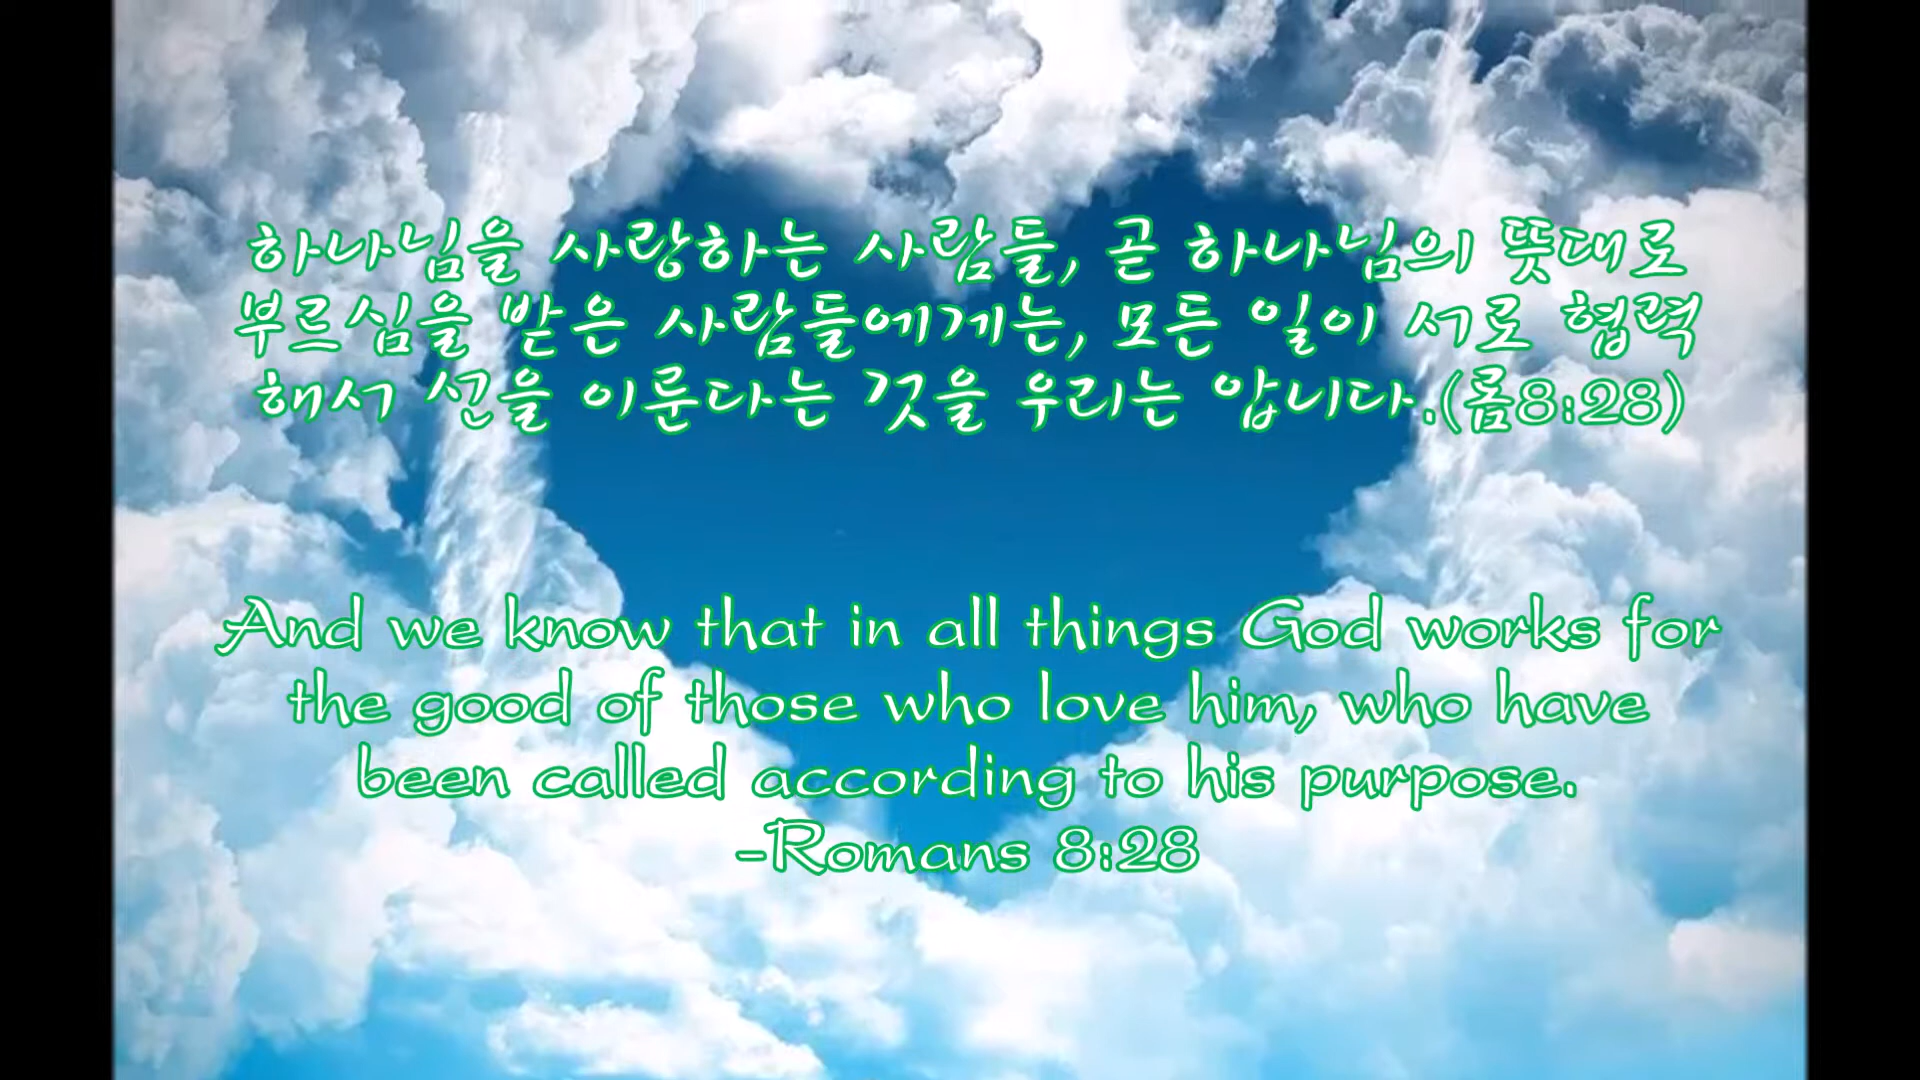 하나님을 사랑하는 사람들, 곧 하나님의 뜻대로
부르심을 받은 사람들에게는, 모든 일이 서로 협력
해서 선을 이룬다는 것을 우리는 압니다.(롬8:28)
And we know that in all things God works for
the good of those who love him, who have
been called according to his purpose.
-Romans 8:28